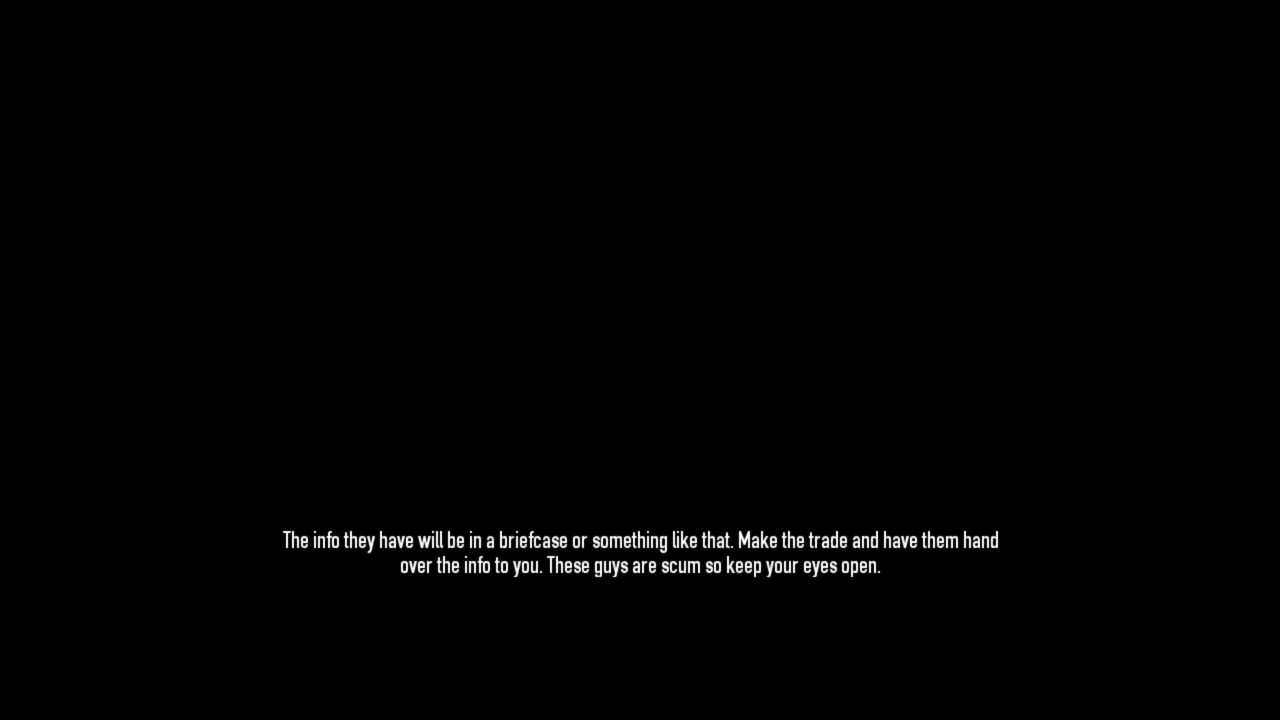 The info they have will be in a briefcase or something like that. Make the trade and have them hand
over the info to you. These guys are scum so keep your eyes open.